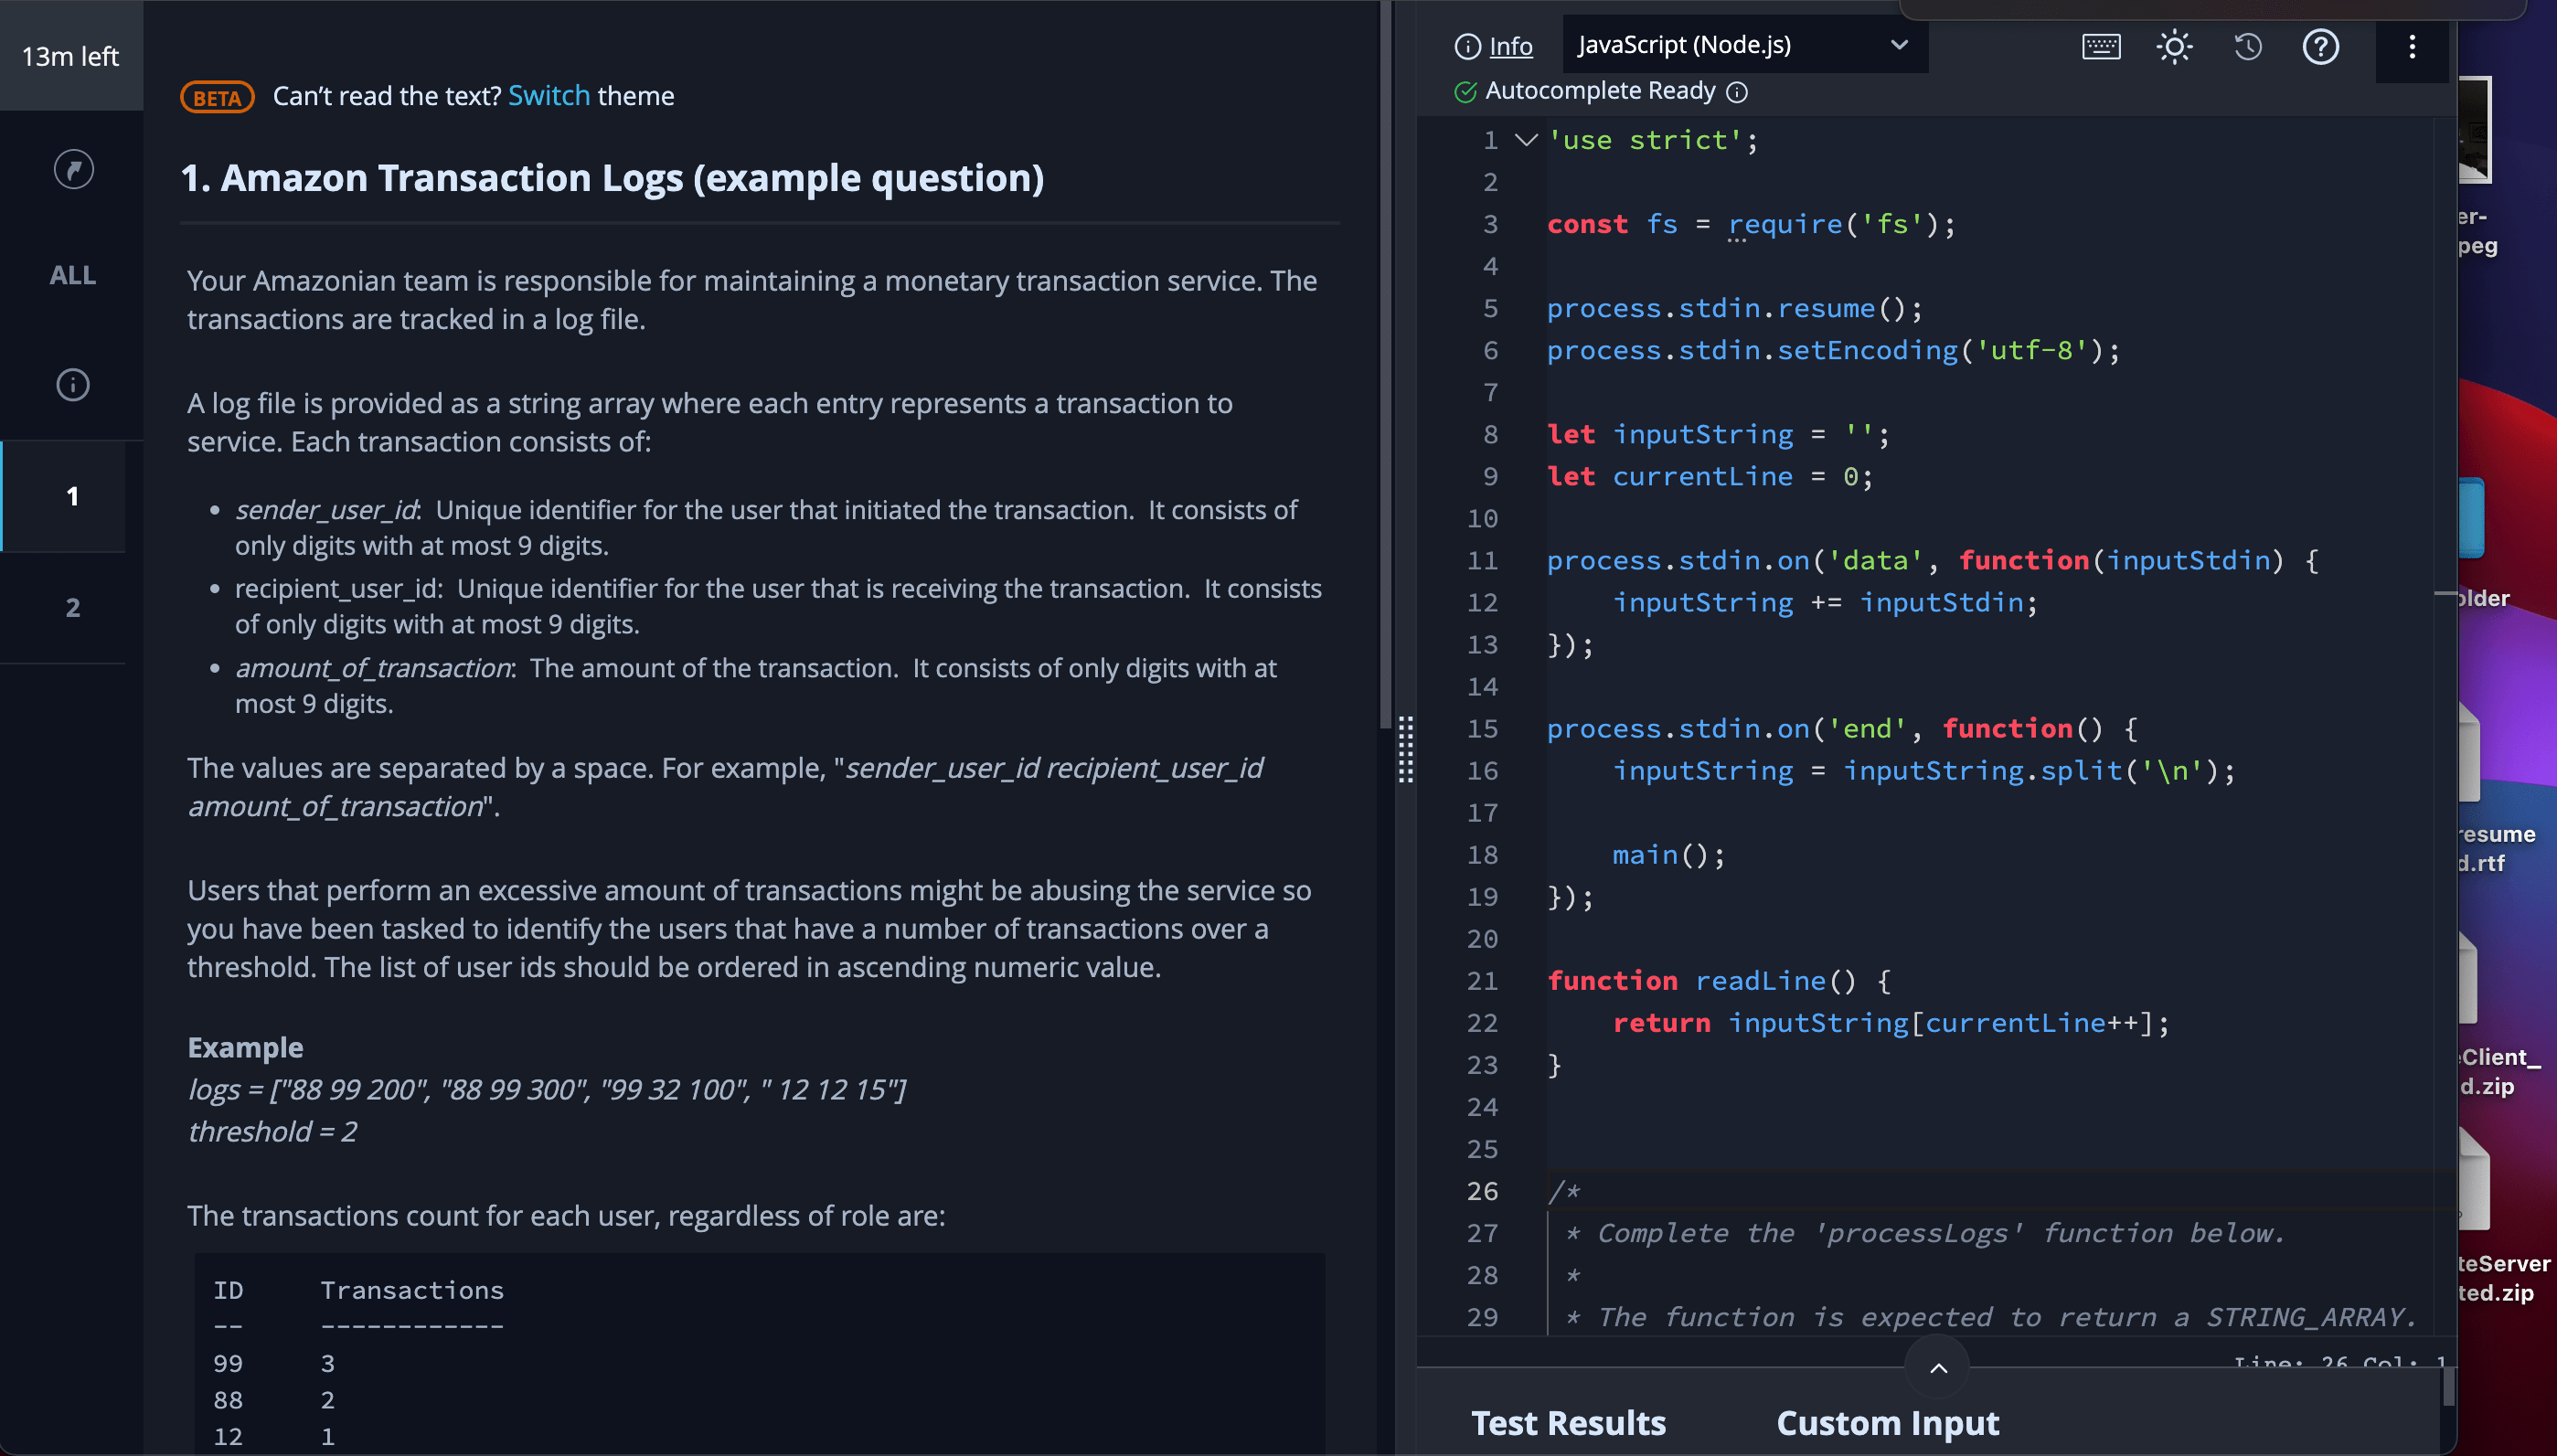 13m left
ALL
1
2
BETA Can’t read the text? Switch theme
1. Amazon Transaction Logs (example question)
Your Amazonian team is responsible for maintaining a monetary transaction service. The
transactions are tracked in a log file.
A log file is provided as a string array where each entry represents a transaction to
service. Each transaction consists of:
• sender_user_id:  Unique identifier for the user that initiated the transaction.  It consists of
only digits with at most 9 digits.
• recipient_user_id:  Unique identifier for the user that is receiving the transaction.  It consists
of only digits with at most 9 digits.
• amount_of_transaction:  The amount of the transaction.  It consists of only digits with at
most 9 digits.
The values are separated by a space. For example, "sender_user_id recipient_user_id
amount_of_transaction".
Users that perform an excessive amount of transactions might be abusing the service so
you have been tasked to identify the users that have a number of transactions over a
threshold. The list of user ids should be ordered in ascending numeric value.
Example
logs = ["88 99 200", "88 99 300", "99 32 100", " 12 12 15"]
threshold = 2
The transactions count for each user, regardless of role are:
ID     Transactions
--     ------------
99     3
88     2
12     1
Info
JavaScript (Node.js)
Autocomplete Ready
1 'use strict';
2
3 const fs = require('fs');
4
5 process.stdin.resume();
6 process.stdin.setEncoding('utf-8');
7
8 let inputString = '';
9 let currentLine = 0;
10
11 process.stdin.on('data', function(inputStdin) {
12     inputString += inputStdin;
13 });
14
15 process.stdin.on('end', function() {
16     inputString = inputString.split('\n');
17
18     main();
19 });
20
21 function readLine() {
22     return inputString[currentLine++];
23 }
24
25
26 /*
27  * Complete the 'processLogs' function below.
28  *
29  * The function is expected to return a STRING_ARRAY.
Line: 26 Col: 1
Test Results
Custom Input
er-
peg
older
resume
d.rtf
eClient_
d.zip
teServer
ted.zip